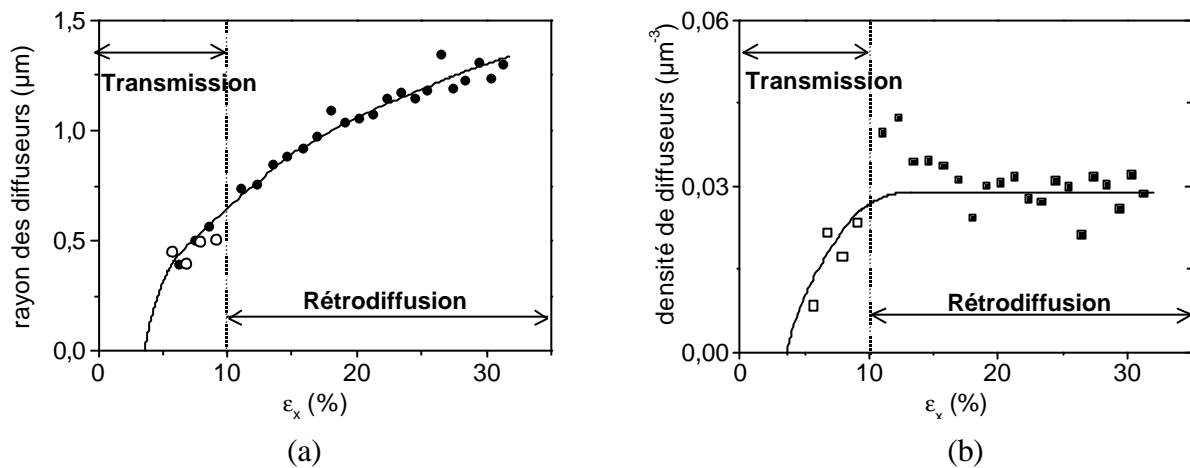 rayon des diffuseurs (µm)
1,5
1,0
0,5
0,0
Transmission
Rétrodiffusion
0 10 20 30
εx (%)
(a)
densité de diffuseurs (µm-3)
0,06
0,03
0,00
Transmission
Rétrodiffusion
0 10 20 30
εx (%)
(b)